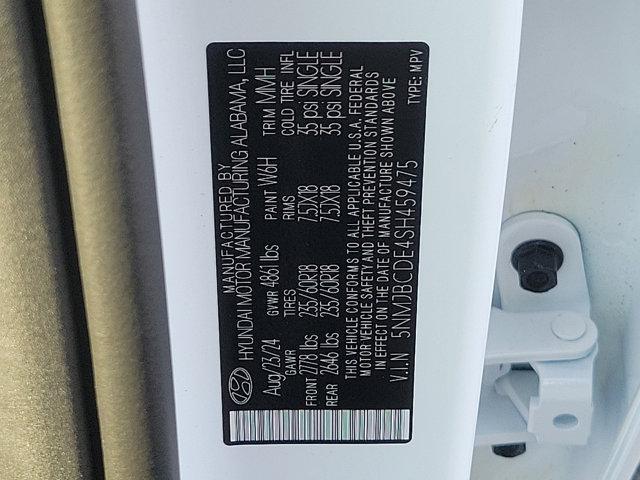 MANUFACTURED BY
HYUNDAI MOTOR MANUFACTURING ALABAMA, LLC
Aug/23/24 GVWR 4861 lbs PAINT W6H TRIM MMH
GAWR TIRES RIMS COLD TIRE INFL
FRONT 2778 lbs 235/60R18 7.5JX18 35 psi SINGLE
REAR 2646 lbs 235/60R18 7.5JX18 35 psi SINGLE
THIS VEHICLE CONFORMS TO ALL APPLICABLE U.S.A. FEDERAL
MOTOR VEHICLE SAFETY AND THEFT PREVENTION STANDARDS
IN EFFECT ON THE DATE OF MANUFACTURE SHOWN ABOVE
V.I.N 5NMJBCDE4SH459475 TYPE: MPV